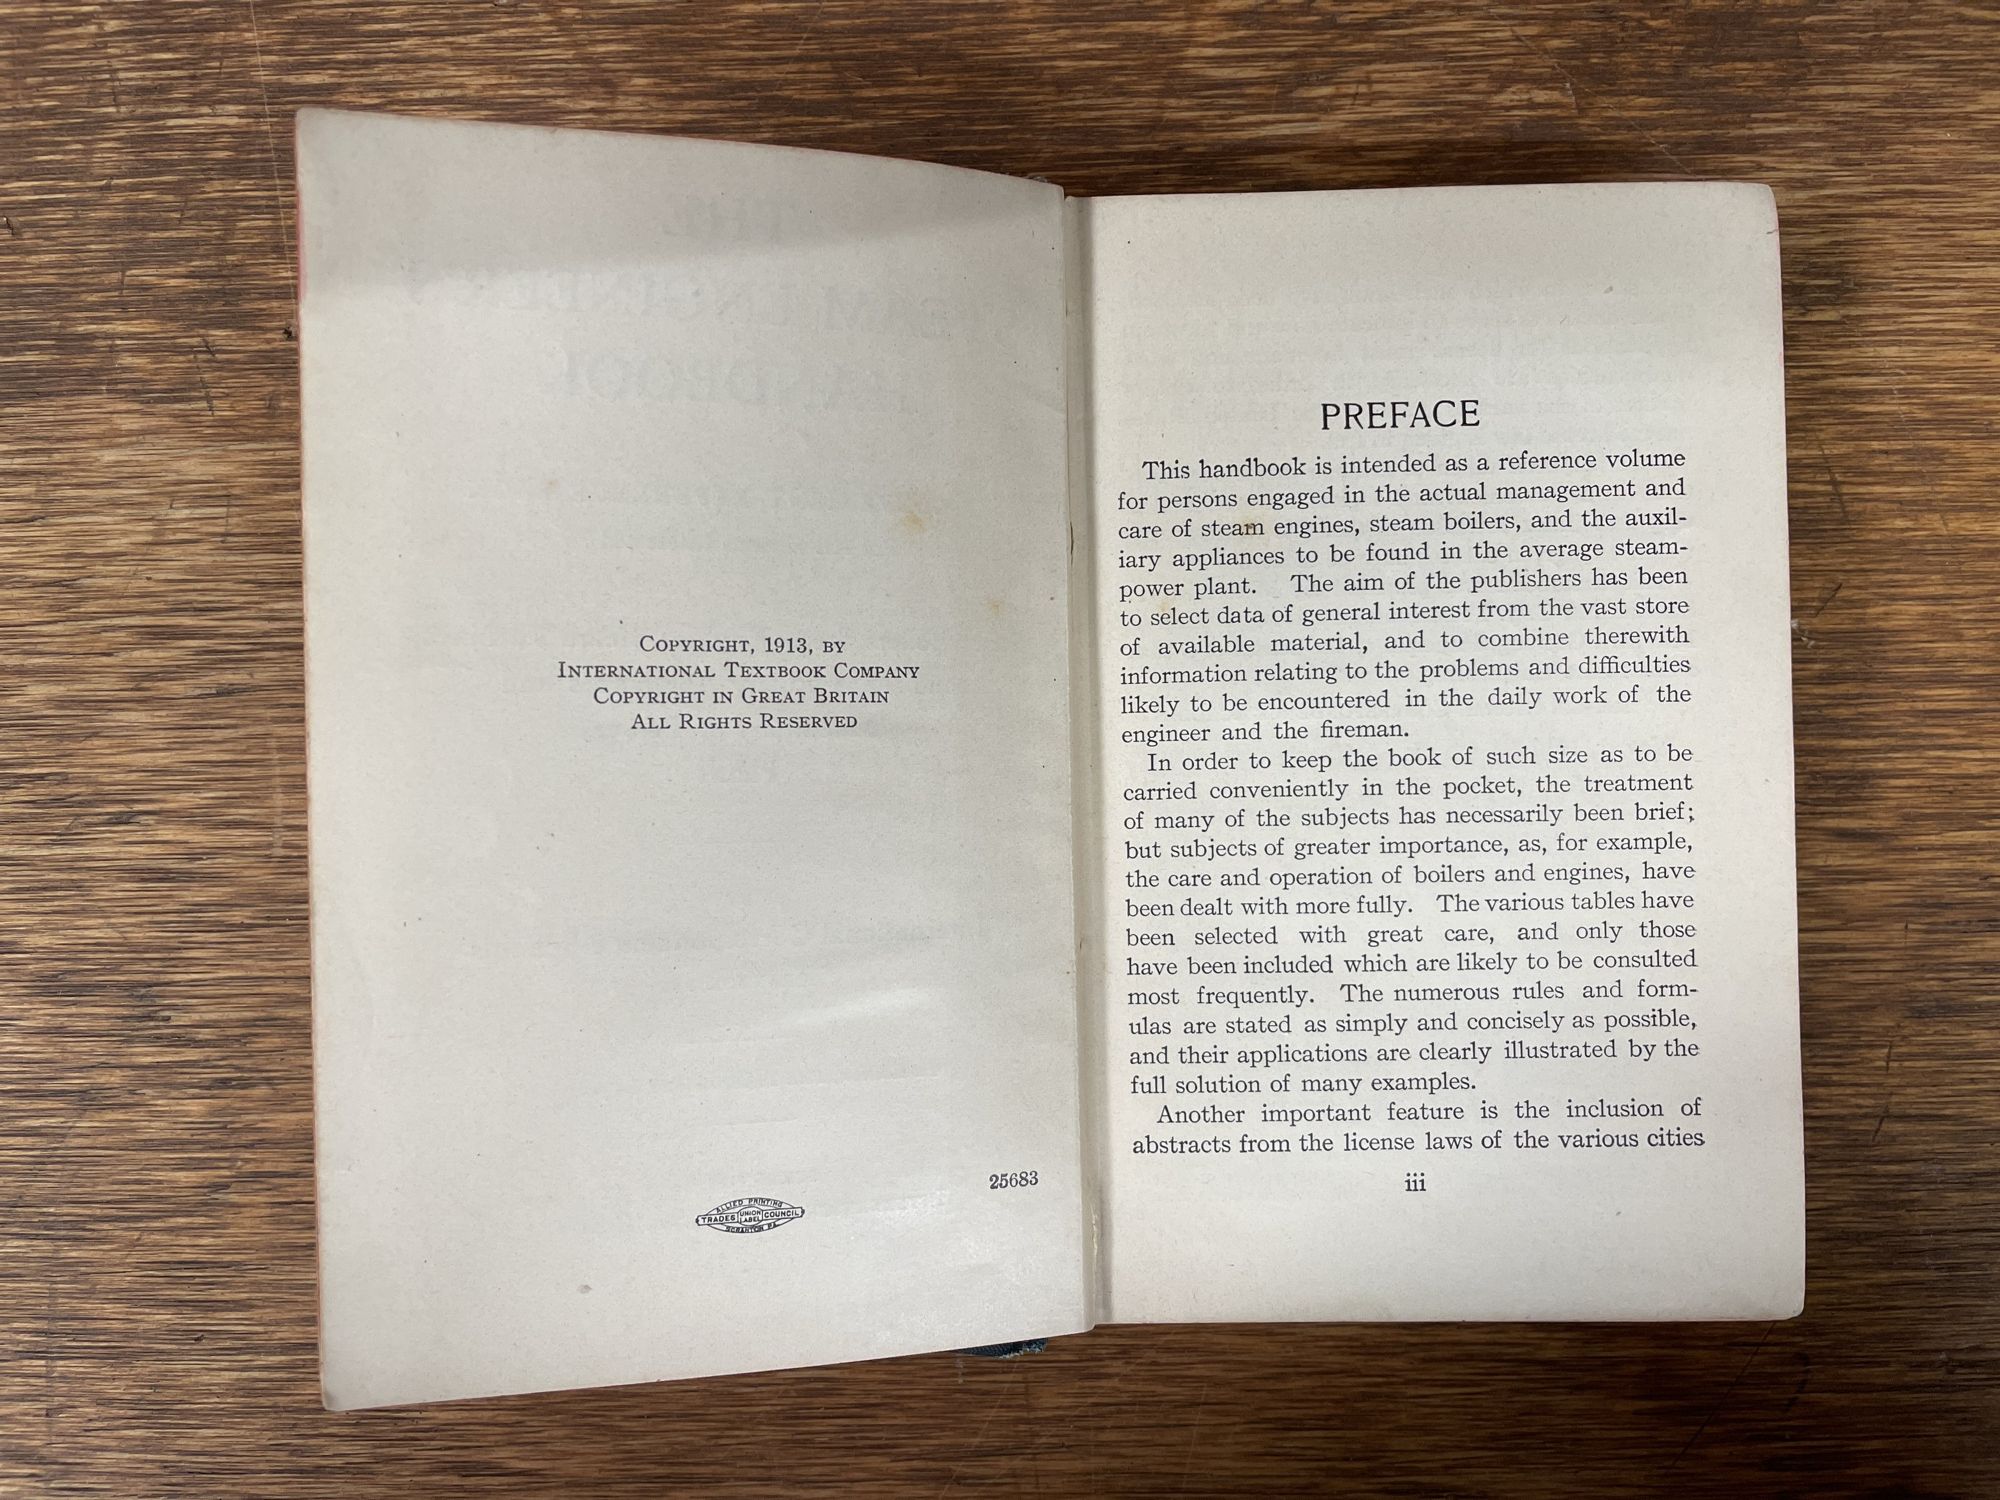 COPYRIGHT, 1913, BY
INTERNATIONAL TEXTBOOK COMPANY
COPYRIGHT IN GREAT BRITAIN
ALL RIGHTS RESERVED
25683
ALLIED PRINTING
TRADES UNION LABEL COUNCIL
SCRANTON PA.
PREFACE
This handbook is intended as a reference volume
for persons engaged in the actual management and
care of steam engines, steam boilers, and the auxil-
iary appliances to be found in the average steam-
power plant. The aim of the publishers has been
to select data of general interest from the vast store
of available material, and to combine therewith
information relating to the problems and difficulties
likely to be encountered in the daily work of the
engineer and the fireman.
In order to keep the book of such size as to be
carried conveniently in the pocket, the treatment
of many of the subjects has necessarily been brief;
but subjects of greater importance, as, for example,
the care and operation of boilers and engines, have
been dealt with more fully. The various tables have
been selected with great care, and only those
have been included which are likely to be consulted
most frequently. The numerous rules and form-
ulas are stated as simply and concisely as possible,
and their applications are clearly illustrated by the
full solution of many examples.
Another important feature is the inclusion of
abstracts from the license laws of the various cities
iii